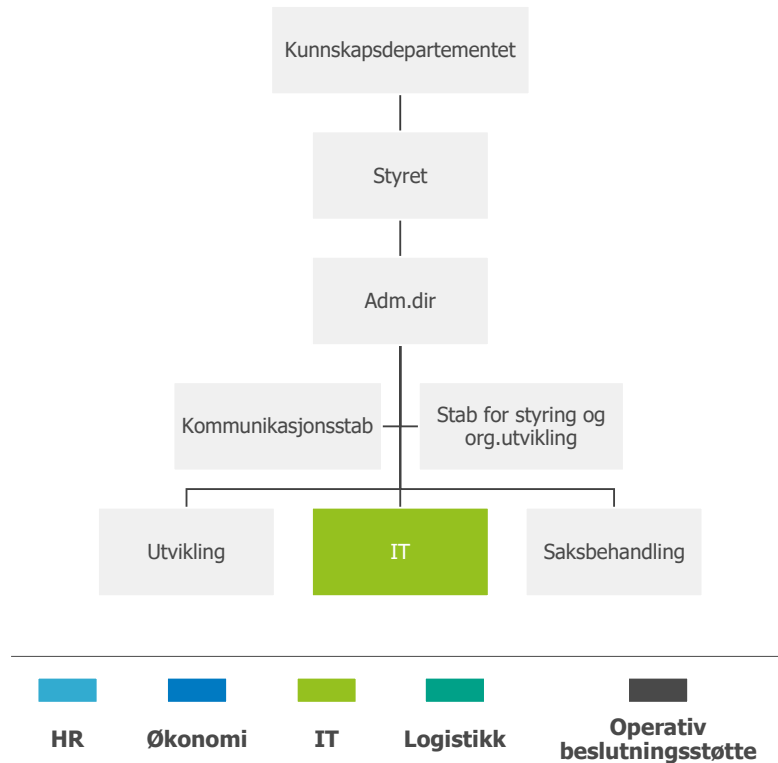 Kunnskapsdepartementet
Styret
Adm.dir
Kommunikasjonsstab
Stab for styring og
org.utvikling
Utvikling
IT
Saksbehandling
HR
Økonomi
IT
Logistikk
Operativ
beslutningsstøtte